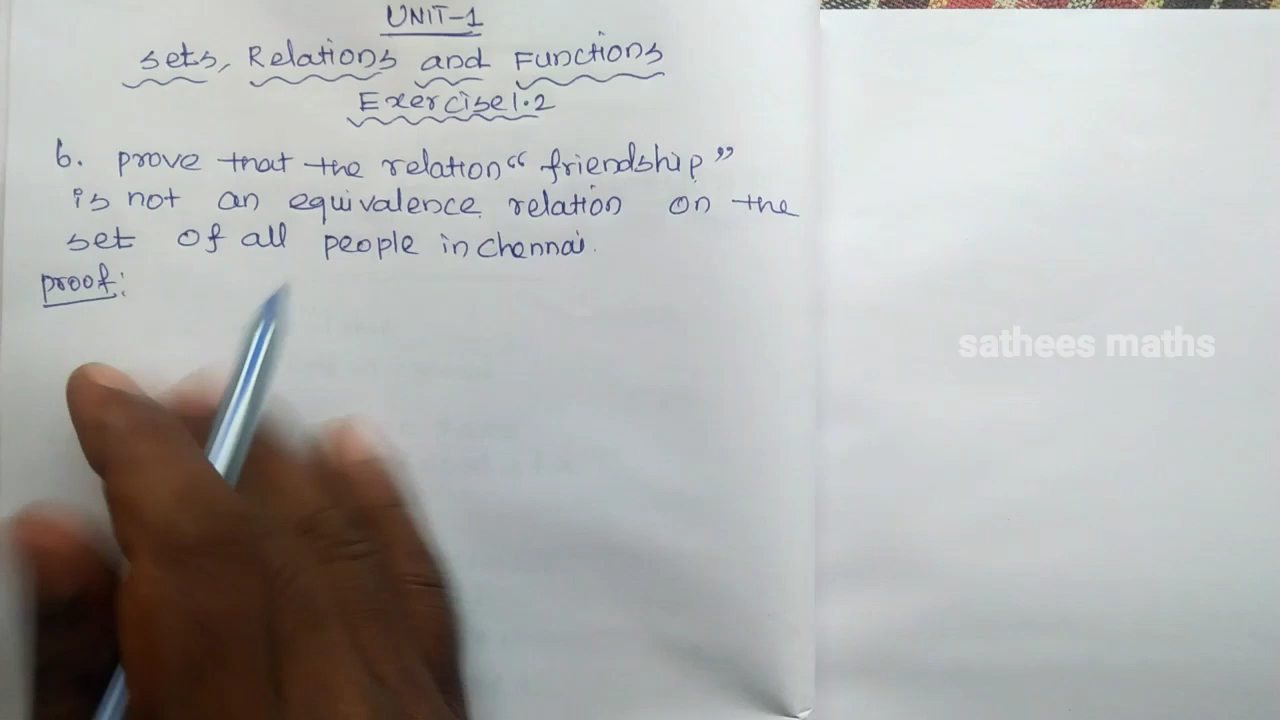 UNIT-1
sets, Relations and Functions
Exercise 1.2
6. prove that the relation "friendship"
is not an equivalence relation on the
set of all people in chennai.
proof:
sathees maths